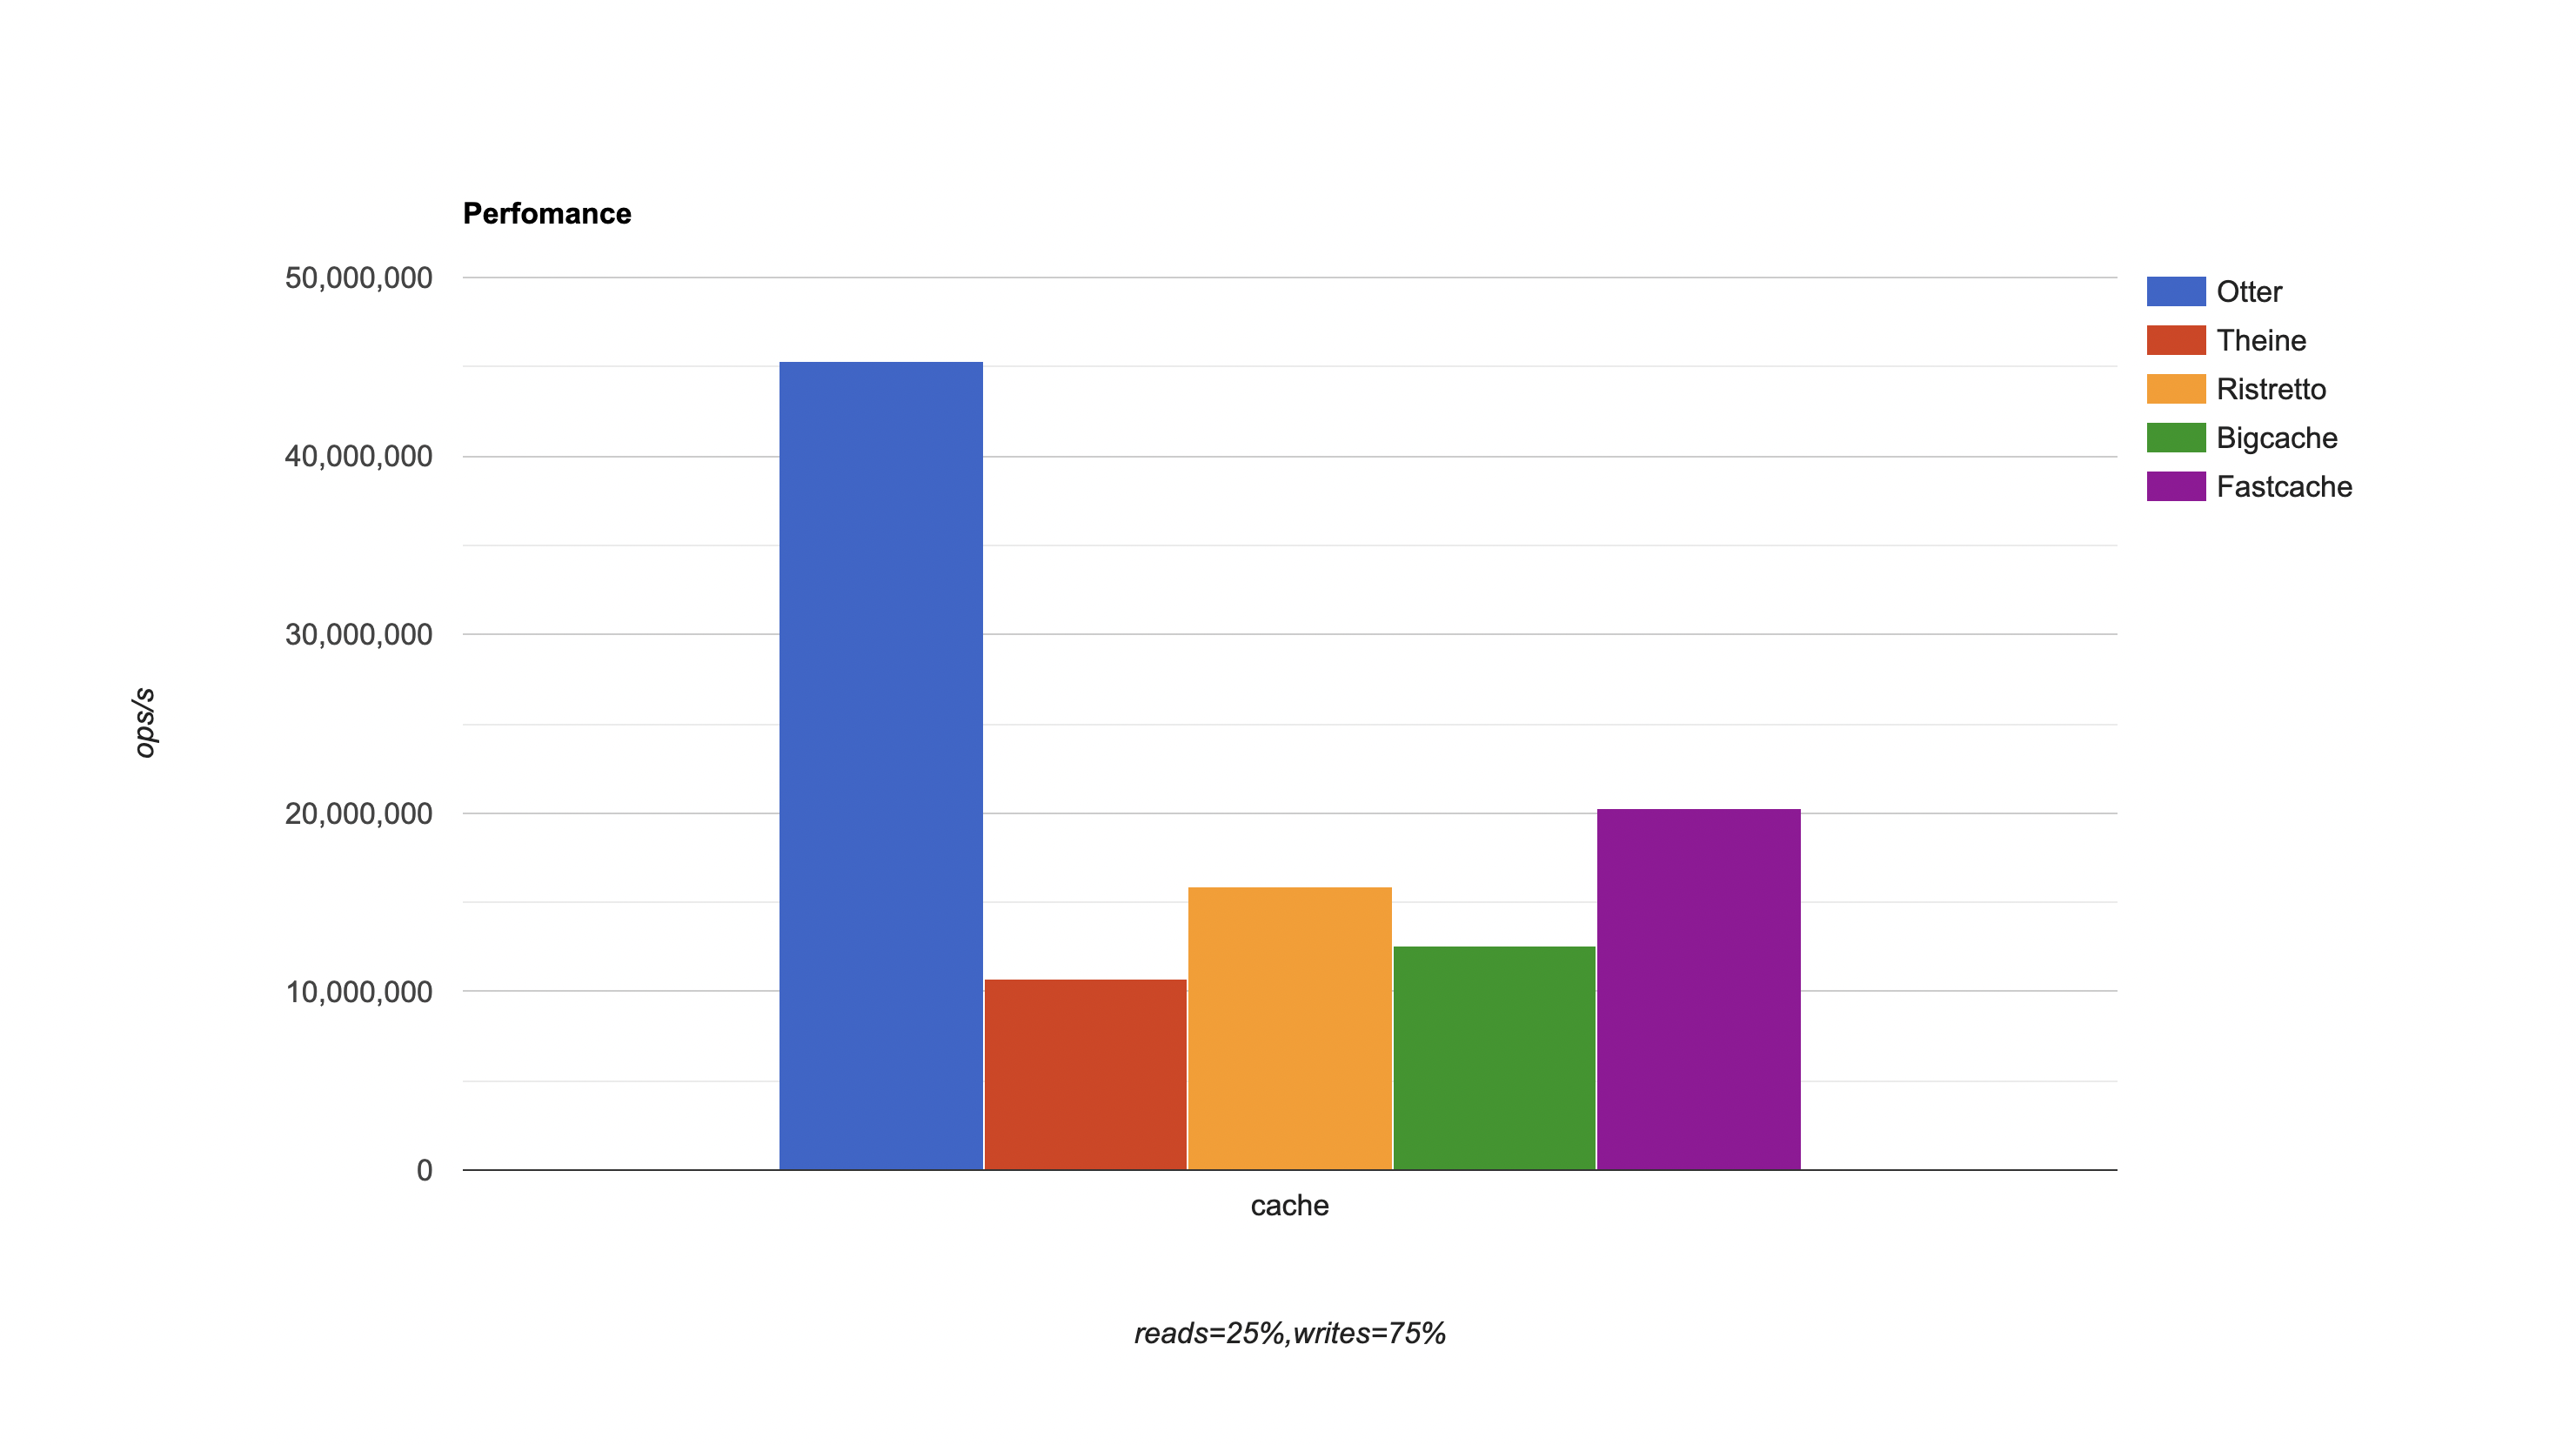 Perfomance
50,000,000
40,000,000
30,000,000
20,000,000
10,000,000
0
ops/s
cache
reads=25%,writes=75%
Otter
Theine
Ristretto
Bigcache
Fastcache